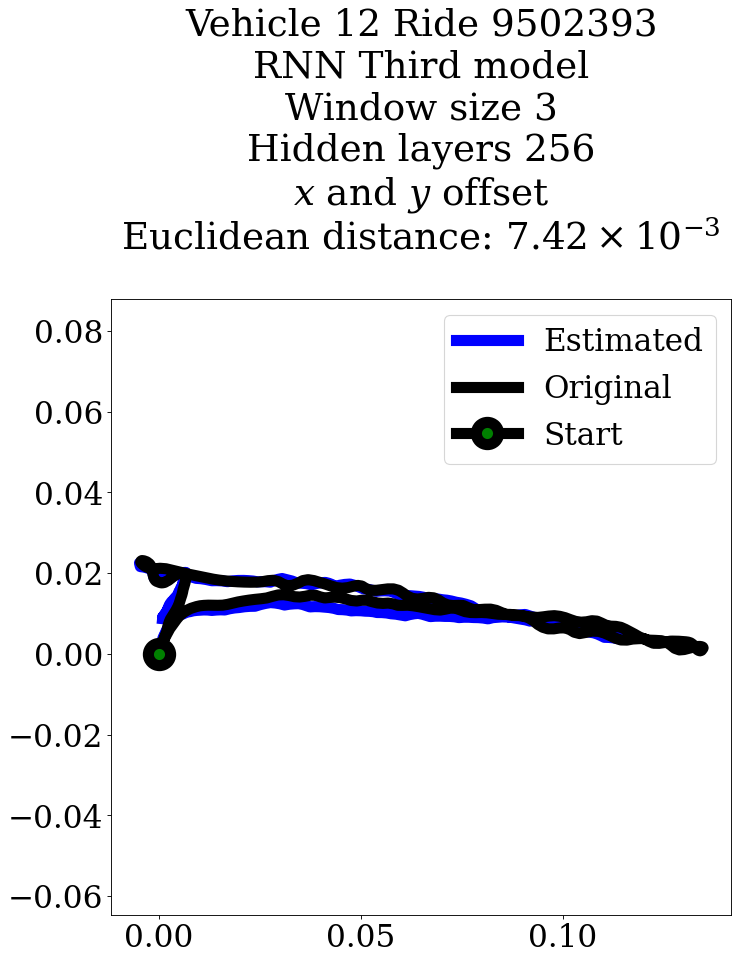 Vehicle 12 Ride 9502393
RNN Third model
Window size 3
Hidden layers 256
x and y offset
Euclidean distance: 7.42 × 10⁻³
Estimated
Original
Start
0.08
0.06
0.04
0.02
0.00
−0.02
−0.04
−0.06
0.00 0.05 0.10